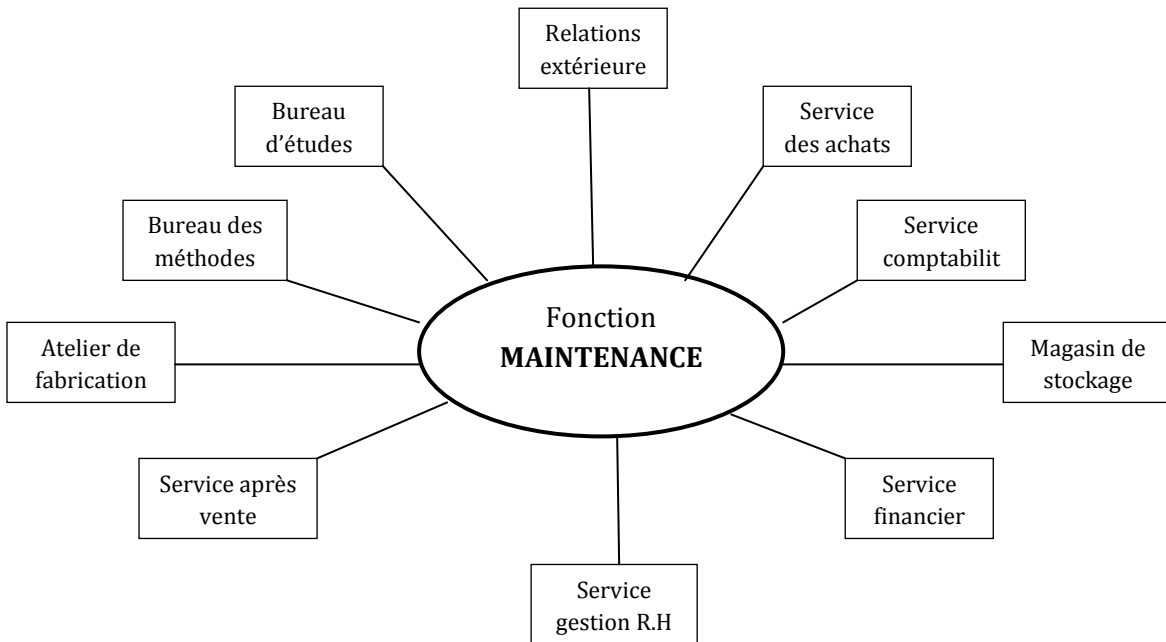 Relations
extérieure
Bureau
d'études
Service
des achats
Bureau des
méthodes
Service
comptabilit
Fonction
MAINTENANCE
Atelier de
fabrication
Magasin de
stockage
Service après
vente
Service
financier
Service
gestion R.H